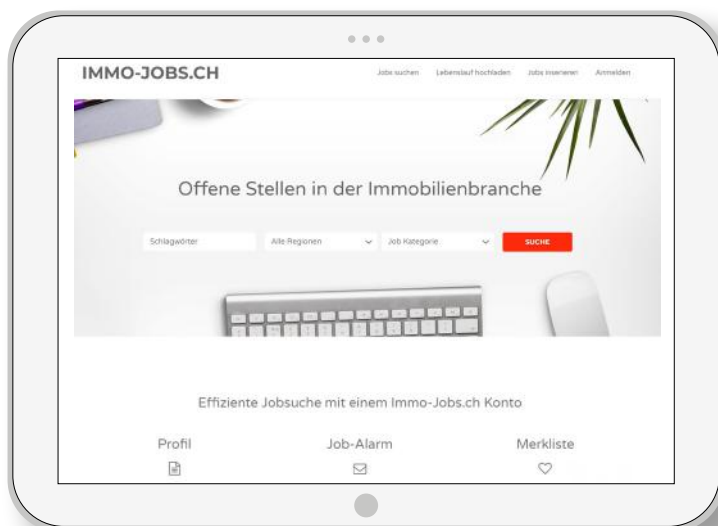 IMMO-JOBS.CH
Jobs suchen Lebenslauf hochladen Jobs inserieren Anmelden
Offene Stellen in der Immobilienbranche
Schlagwörter Alle Regionen Job Kategorie SUCHE
Effiziente Jobsuche mit einem Immo-Jobs.ch Konto
Profil Job-Alarm Merkliste